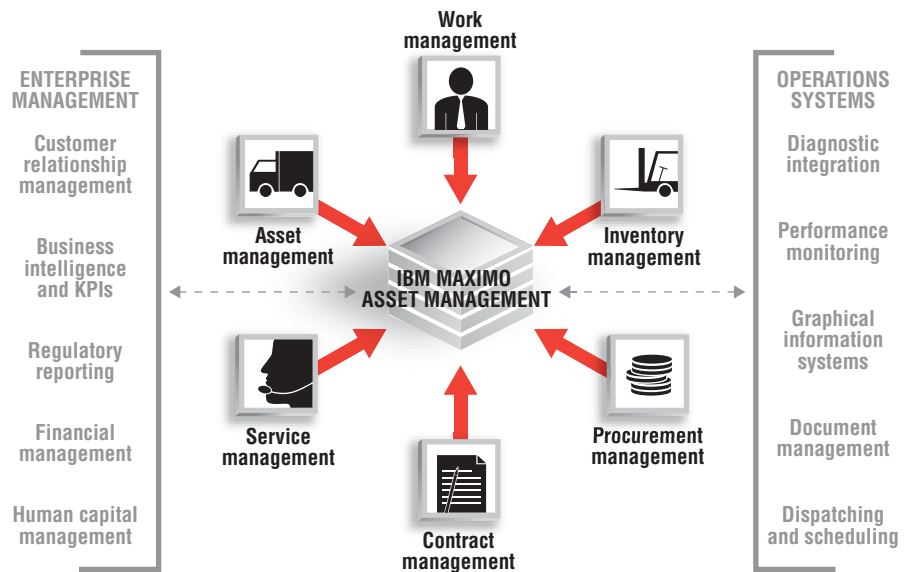 ENTERPRISE
MANAGEMENT
Customer
relationship
management
Business
intelligence
and KPIs
Regulatory
reporting
Financial
management
Human capital
management
Work
management
Asset
management
Inventory
management
IBM MAXIMO
ASSET MANAGEMENT
Service
management
Procurement
management
Contract
management
OPERATIONS
SYSTEMS
Diagnostic
integration
Performance
monitoring
Graphical
information
systems
Document
management
Dispatching
and scheduling